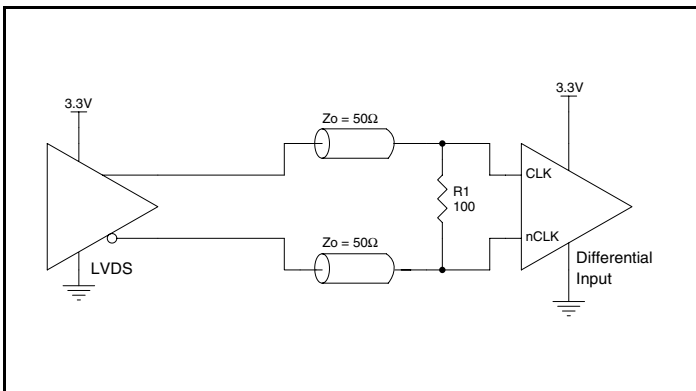 3.3V
3.3V
Zo = 50Ω
CLK
R1
100
nCLK
Zo = 50Ω
LVDS
Differential
Input